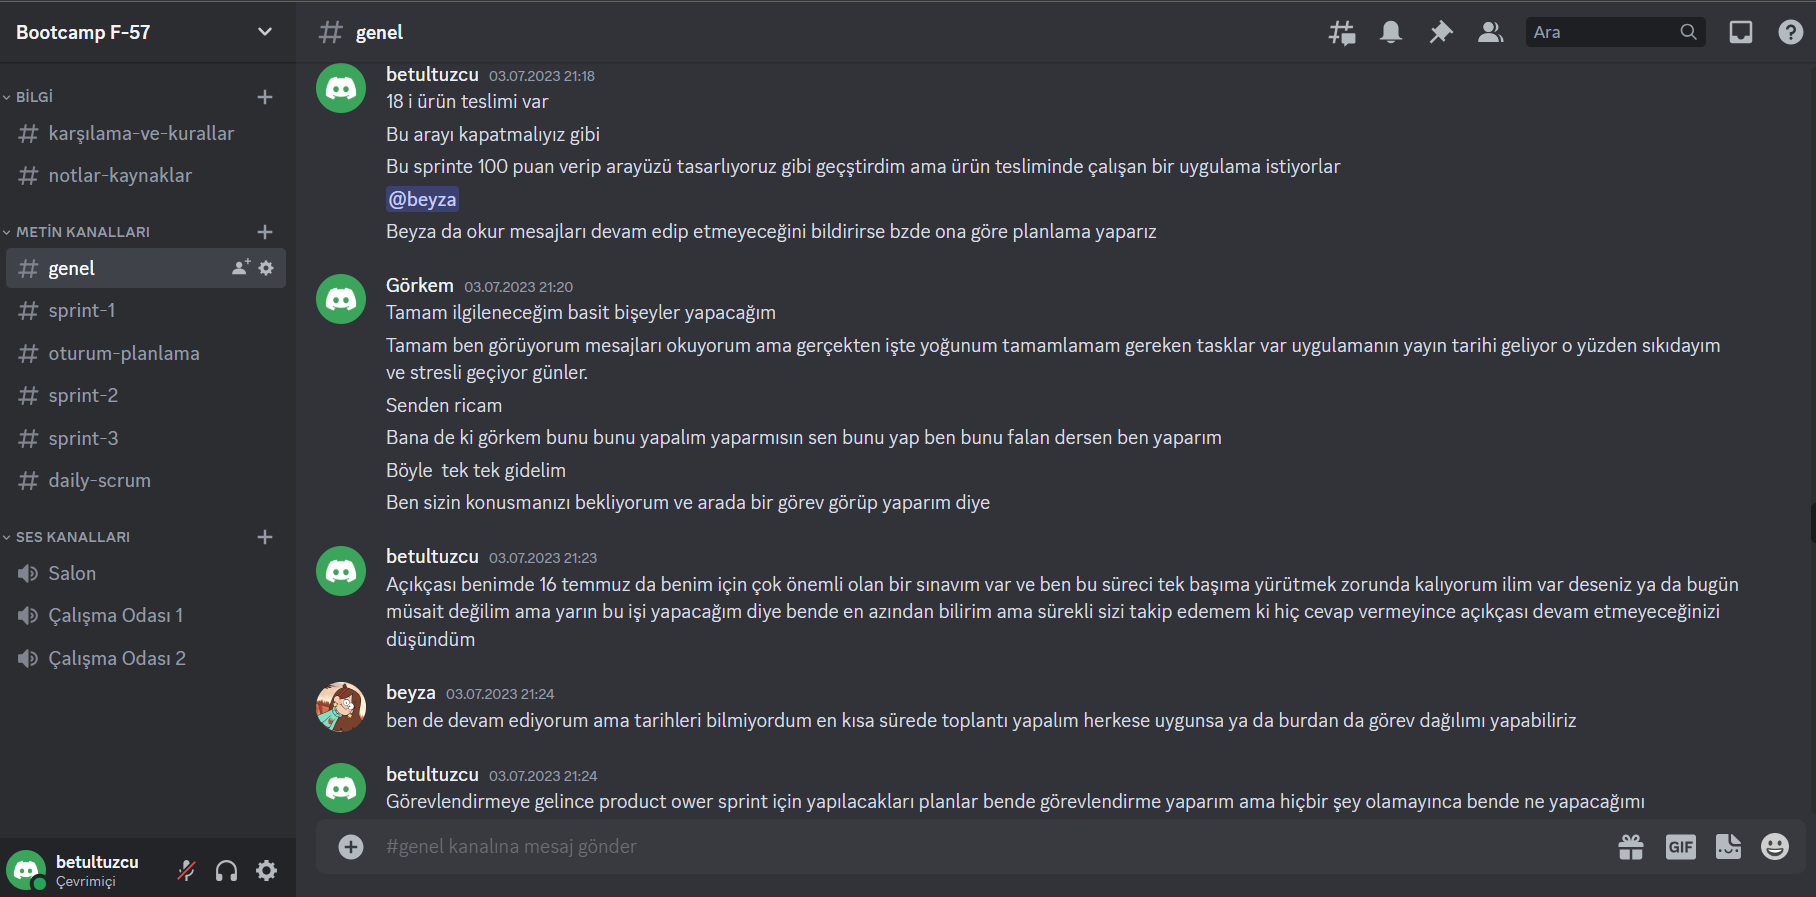 Bootcamp F-57
BİLGİ
karşılama-ve-kurallar
notlar-kaynaklar
METİN KANALLARI
genel
sprint-1
oturum-planlama
sprint-2
sprint-3
daily-scrum
SES KANALLARI
Salon
Çalışma Odası 1
Çalışma Odası 2
betultuzcu
Çevrimiçi
genel
Ara
betultuzcu 03.07.2023 21:18
18 i ürün teslimi var
Bu arayı kapatmalıyız gibi
Bu sprinte 100 puan verip arayüzü tasarlıyoruz gibi geçştirdim ama ürün tesliminde çalışan bir uygulama istiyorlar
@beyza
Beyza da okur mesajları devam edip etmeyeceğini bildirirse bzde ona göre planlama yaparız
Görkem 03.07.2023 21:20
Tamam ilgileneceğim basit bişeyler yapacağım
Tamam ben görüyorum mesajları okuyorum ama gerçekten işte yoğunum tamamlamam gereken tasklar var uygulamanın yayın tarihi geliyor o yüzden sıkıdayım
ve stresli geçiyor günler.
Senden ricam
Bana de ki görkem bunu bunu yapalım yaparmısın sen bunu yap ben bunu falan dersen ben yaparım
Böyle  tek tek gidelim
Ben sizin konusmanızı bekliyorum ve arada bir görev görüp yaparım diye
betultuzcu 03.07.2023 21:23
Açıkçası benimde 16 temmuz da benim için çok önemli olan bir sınavım var ve ben bu süreci tek başıma yürütmek zorunda kalıyorum ilim var deseniz ya da bugün
müsait değilim ama yarın bu işi yapacağım diye bende en azından bilirim ama sürekli sizi takip edemem ki hiç cevap vermeyince açıkçası devam etmeyeceğinizi
düşündüm
beyza 03.07.2023 21:24
ben de devam ediyorum ama tarihleri bilmiyordum en kısa sürede toplantı yapalım herkese uygunsa ya da burdan da görev dağılımı yapabiliriz
betultuzcu 03.07.2023 21:24
Görevlendirmeye gelince product ower sprint için yapılacakları planlar bende görevlendirme yaparım ama hiçbir şey olamayınca bende ne yapacağımı
#genel kanalına mesaj gönder
GIF